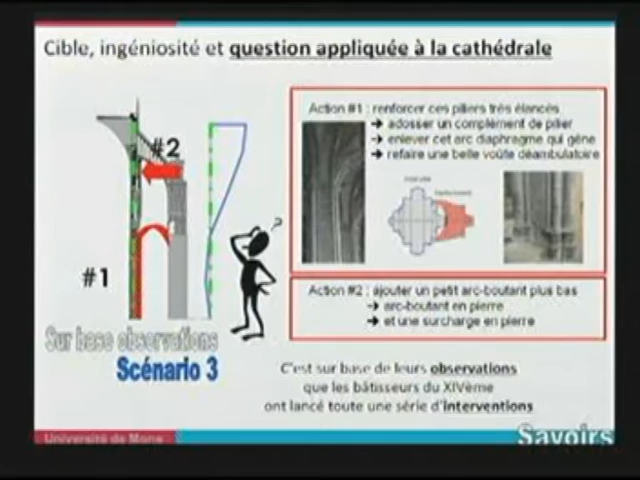 Cible, ingéniosité et question appliquée à la cathédrale
Action #1 : renforcer ces piliers très élancés
➔ adosser un complément de pilier
➔ enlever cet arc diaphragme qui gêne
➔ refaire une belle voûte déambulatoire
#2
?
#1
Action #2 : ajouter un petit arc-boutant plus bas
➔ arc-boutant en pierre
➔ et une surcharge en pierre
Sur base observations
Scénario 3
C'est sur base de leurs observations
que les bâtisseurs du XIVème
ont lancé toute une série d'interventions
Université de Mons
Savoirs